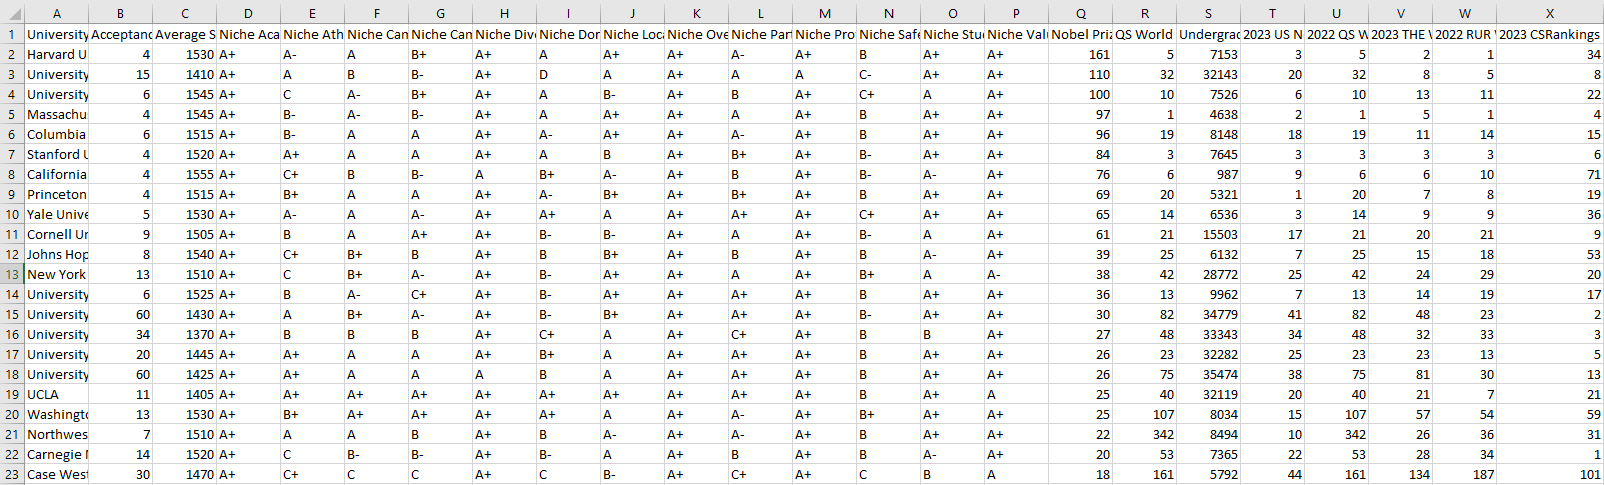 A B C D E F G H I J K L M N O P Q R S T U V W X
1 University Acceptanc Average S Niche Aca Niche Ath Niche Can Niche Can Niche Div Niche Dor Niche Loca Niche Ove Niche Part Niche Prof Niche Safe Niche Stu Niche Valu Nobel Priz QS World Undergrad 2023 US N 2022 QS W 2023 THE W 2022 RUR W 2023 CSRankings
2 Harvard U 4 1530 A+ A- A B+ A+ A A+ A+ A- A+ B A+ A+ 161 5 7153 3 5 2 1 34
3 University 15 1410 A+ A B B- A+ D A A A A+ C- A+ A+ 110 32 32143 20 32 8 5 8
4 University 6 1545 A+ C A- B+ A+ A B- A+ B A+ C+ A A+ 100 10 7526 6 10 13 11 22
5 Massachu 4 1545 A+ B- A- B- A+ A A+ A+ A A+ B A+ A+ 97 1 4638 2 1 5 1 4
6 Columbia 6 1515 A+ B- A A A+ A- A+ A+ A- A+ B A+ A+ 96 19 8148 18 19 11 14 15
7 Stanford U 4 1520 A+ A+ A A A+ A B A+ B+ A+ B- A+ A+ 84 3 7645 3 3 3 3 6
8 California 4 1555 A+ C+ B B- A B+ A- A+ B A+ B- A- A+ 76 6 987 9 6 6 10 71
9 Princeton 4 1515 A+ B+ A A A+ A- B+ A+ B+ A+ B A+ A+ 69 20 5321 1 20 7 8 19
10 Yale Unive 5 1530 A+ A- A A- A+ A+ A A+ A+ A+ C+ A+ A+ 65 14 6536 3 14 9 9 36
11 Cornell Ur 9 1505 A+ B A A+ A+ B- B- A+ A A+ B- A A+ 61 21 15503 17 21 20 21 9
12 Johns Hop 8 1540 A+ C+ B+ B A+ B B+ A+ B A+ B A- A+ 39 25 6132 7 25 15 18 53
13 New York 13 1510 A+ C B+ A- A+ B- A+ A+ A A+ B+ A A- 38 42 28772 25 42 24 29 20
14 University 6 1525 A+ B A- C+ A+ B- A+ A+ A+ A+ B A+ A+ 36 13 9962 7 13 14 19 17
15 University 60 1430 A+ A B+ A- A+ B- B+ A+ A+ A+ B- A+ A+ 30 82 34779 41 82 48 23 2
16 University 34 1370 A+ B B B A+ C+ A A+ C+ A+ B B A+ 27 48 33343 34 48 32 33 3
17 University 20 1445 A+ A+ A A A+ B+ A A+ A+ A+ B A+ A+ 26 23 32282 25 23 23 13 5
18 University 60 1425 A+ A+ A A A B A A+ A+ A+ B A+ A+ 26 75 35474 38 75 81 30 13
19 UCLA 11 1405 A+ A+ A+ A+ A+ A+ A+ A+ A+ A+ B A+ A 25 40 32119 20 40 21 7 21
20 Washingto 13 1530 A+ B+ A+ A+ A+ A+ A A+ A- A+ B+ A+ A+ 25 107 8034 15 107 57 54 59
21 Northwes 7 1510 A+ A A B A+ B A- A+ A- A+ B A+ A+ 22 342 8494 10 342 26 36 31
22 Carnegie 14 1520 A+ C B- B- A+ B- A A+ B A+ B A- A+ 20 53 7365 22 53 28 34 1
23 Case West 30 1470 A+ C+ C C A+ C B- A+ C+ A+ C B A 18 161 5792 44 161 134 187 101